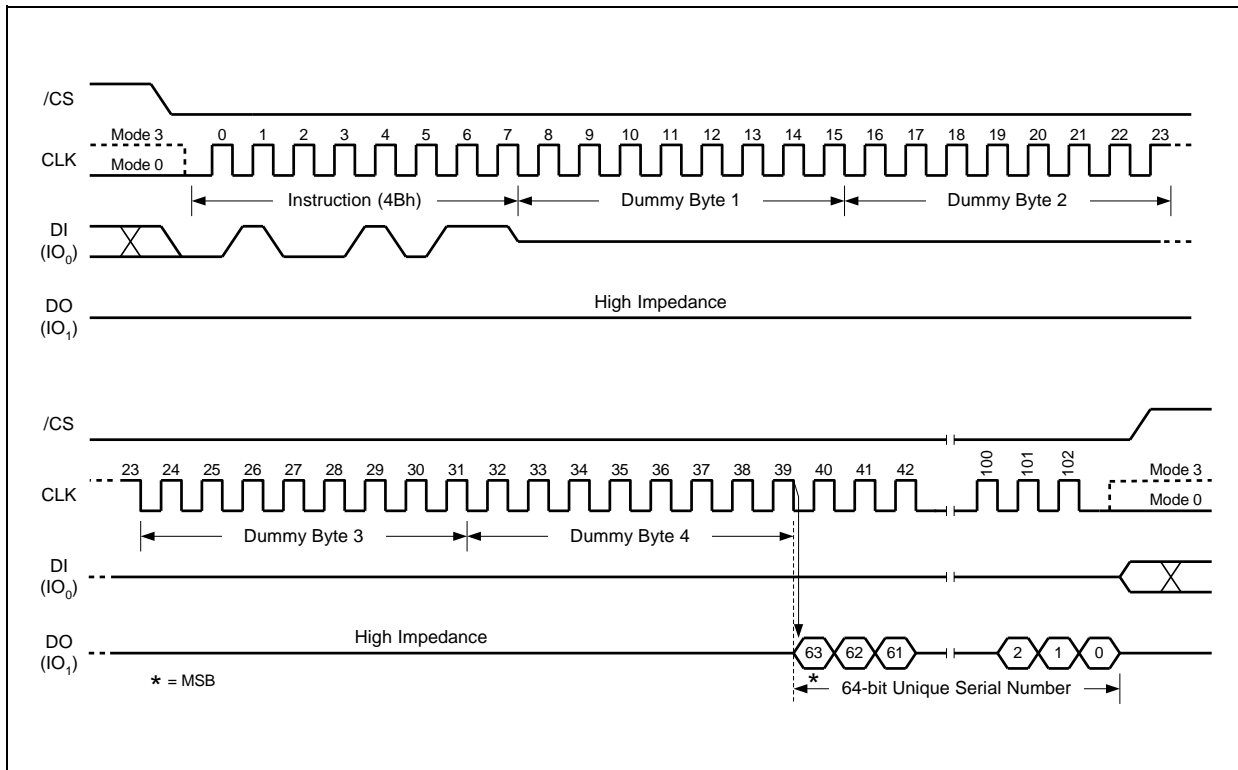 /CS
Mode 3
0 1 2 3 4 5 6 7 8 9 10 11 12 13 14 15 16 17 18 19 20 21 22 23
CLK
Mode 0
Instruction (4Bh)
Dummy Byte 1
Dummy Byte 2
DI
(IO0)
DO
(IO1)
High Impedance
/CS
23 24 25 26 27 28 29 30 31 32 33 34 35 36 37 38 39 40 41 42 100 101 102
Mode 3
CLK
Mode 0
Dummy Byte 3
Dummy Byte 4
DI
(IO0)
DO
(IO1)
High Impedance
63 62 61 2 1 0
* = MSB
*
64-bit Unique Serial Number